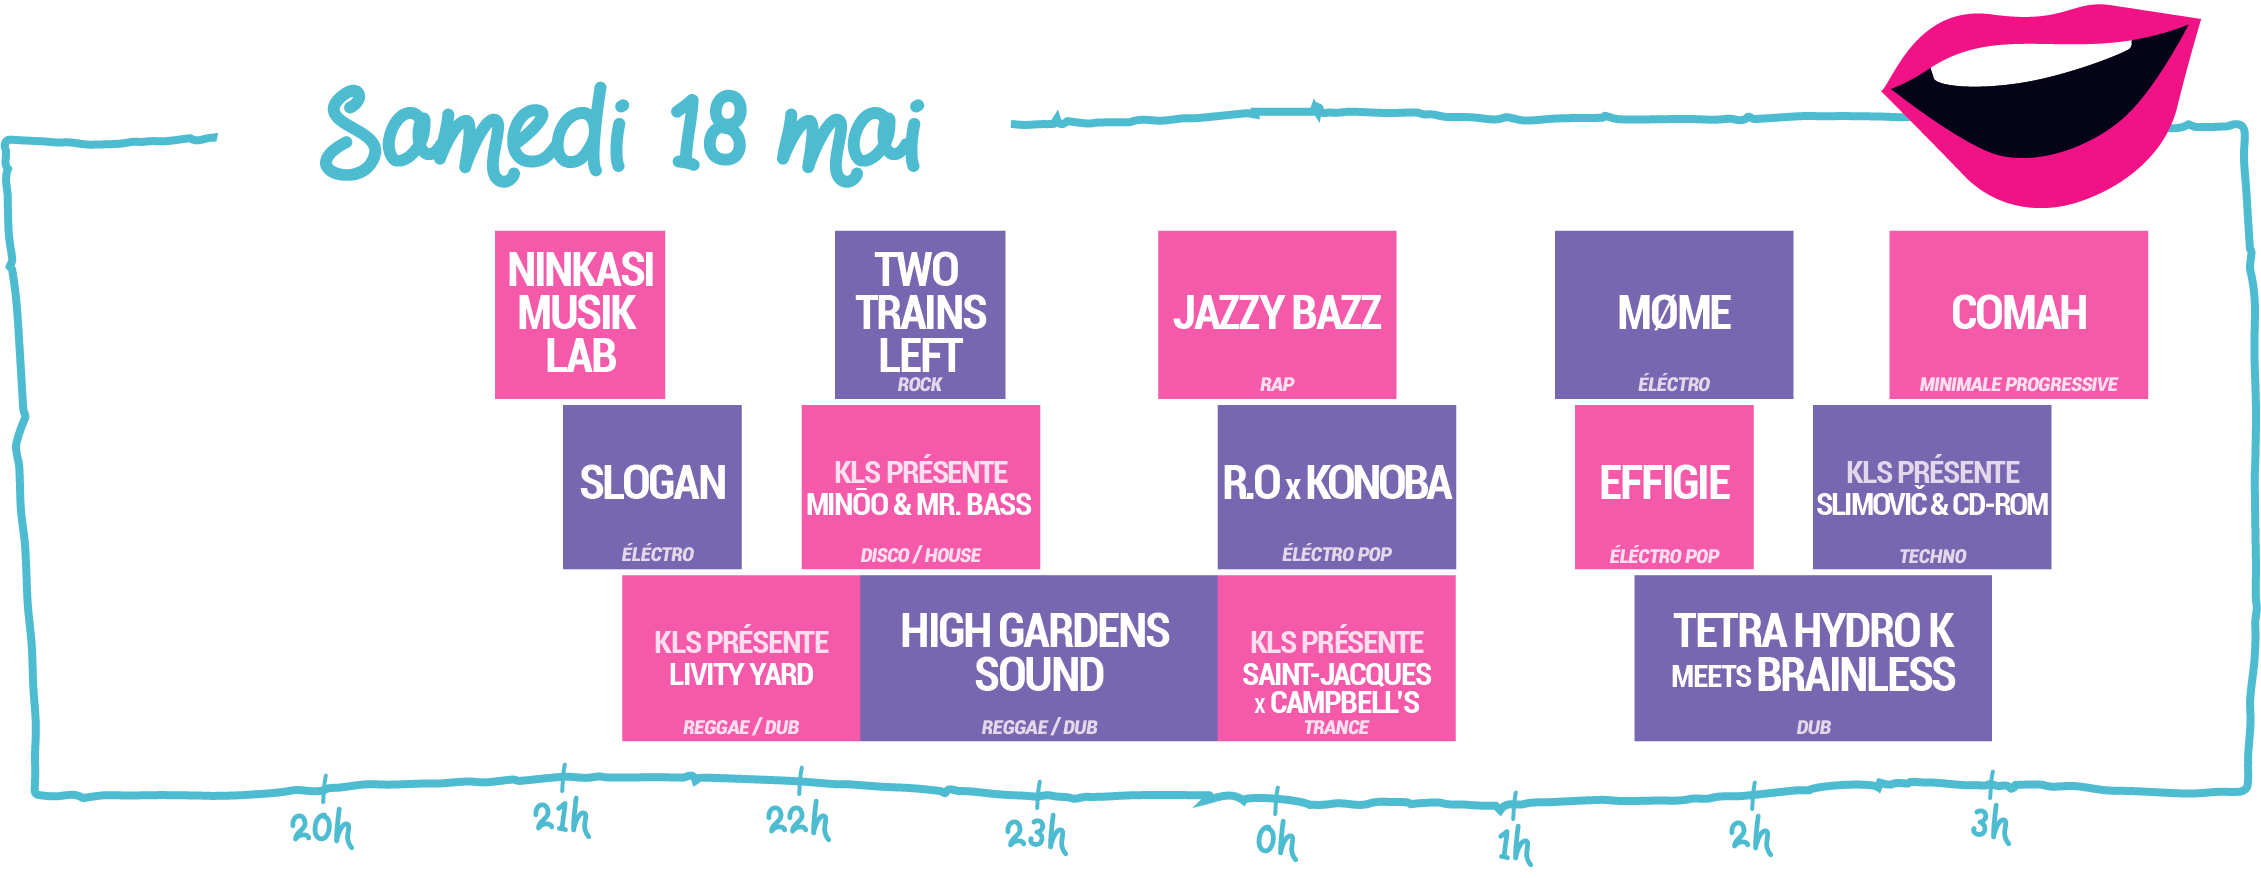 Samedi 18 mai
NINKASI
MUSIK
LAB
TWO
TRAINS
LEFT
ROCK
JAZZY BAZZ
RAP
MØME
ÉLÉCTRO
COMAH
MINIMALE PROGRESSIVE
SLOGAN
ÉLÉCTRO
KLS PRÉSENTE
MINŌO & MR. BASS
DISCO / HOUSE
R.O x KONOBA
ÉLÉCTRO POP
EFFIGIE
ÉLÉCTRO POP
KLS PRÉSENTE
SLIMOVIČ & CD-ROM
TECHNO
KLS PRÉSENTE
LIVITY YARD
REGGAE / DUB
HIGH GARDENS
SOUND
REGGAE / DUB
KLS PRÉSENTE
SAINT-JACQUES
x CAMPBELL'S
TRANCE
TETRA HYDRO K
MEETS BRAINLESS
DUB
20h 21h 22h 23h 0h 1h 2h 3h